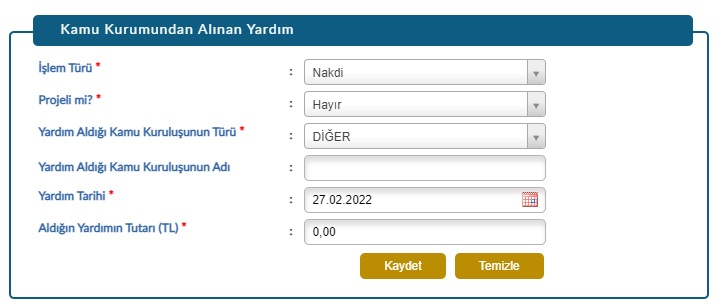 Kamu Kurumundan Alınan Yardım
İşlem Türü * : Nakdi
Projeli mi? * : Hayır
Yardım Aldığı Kamu Kuruluşunun Türü * : DİĞER
Yardım Aldığı Kamu Kuruluşunun Adı :
Yardım Tarihi * : 27.02.2022
Aldığın Yardımın Tutarı (TL) * : 0,00
Kaydet Temizle